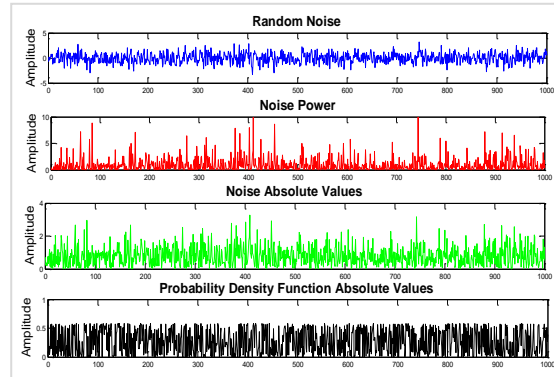 Random Noise
Amplitude
5
0
-5
0 100 200 300 400 500 600 700 800 900 1000
Noise Power
Amplitude
10
5
0
0 100 200 300 400 500 600 700 800 900 1000
Noise Absolute Values
Amplitude
4
2
0
0 100 200 300 400 500 600 700 800 900 1000
Probability Density Function Absolute Values
Amplitude
1
0.5
0
0 100 200 300 400 500 600 700 800 900 1000